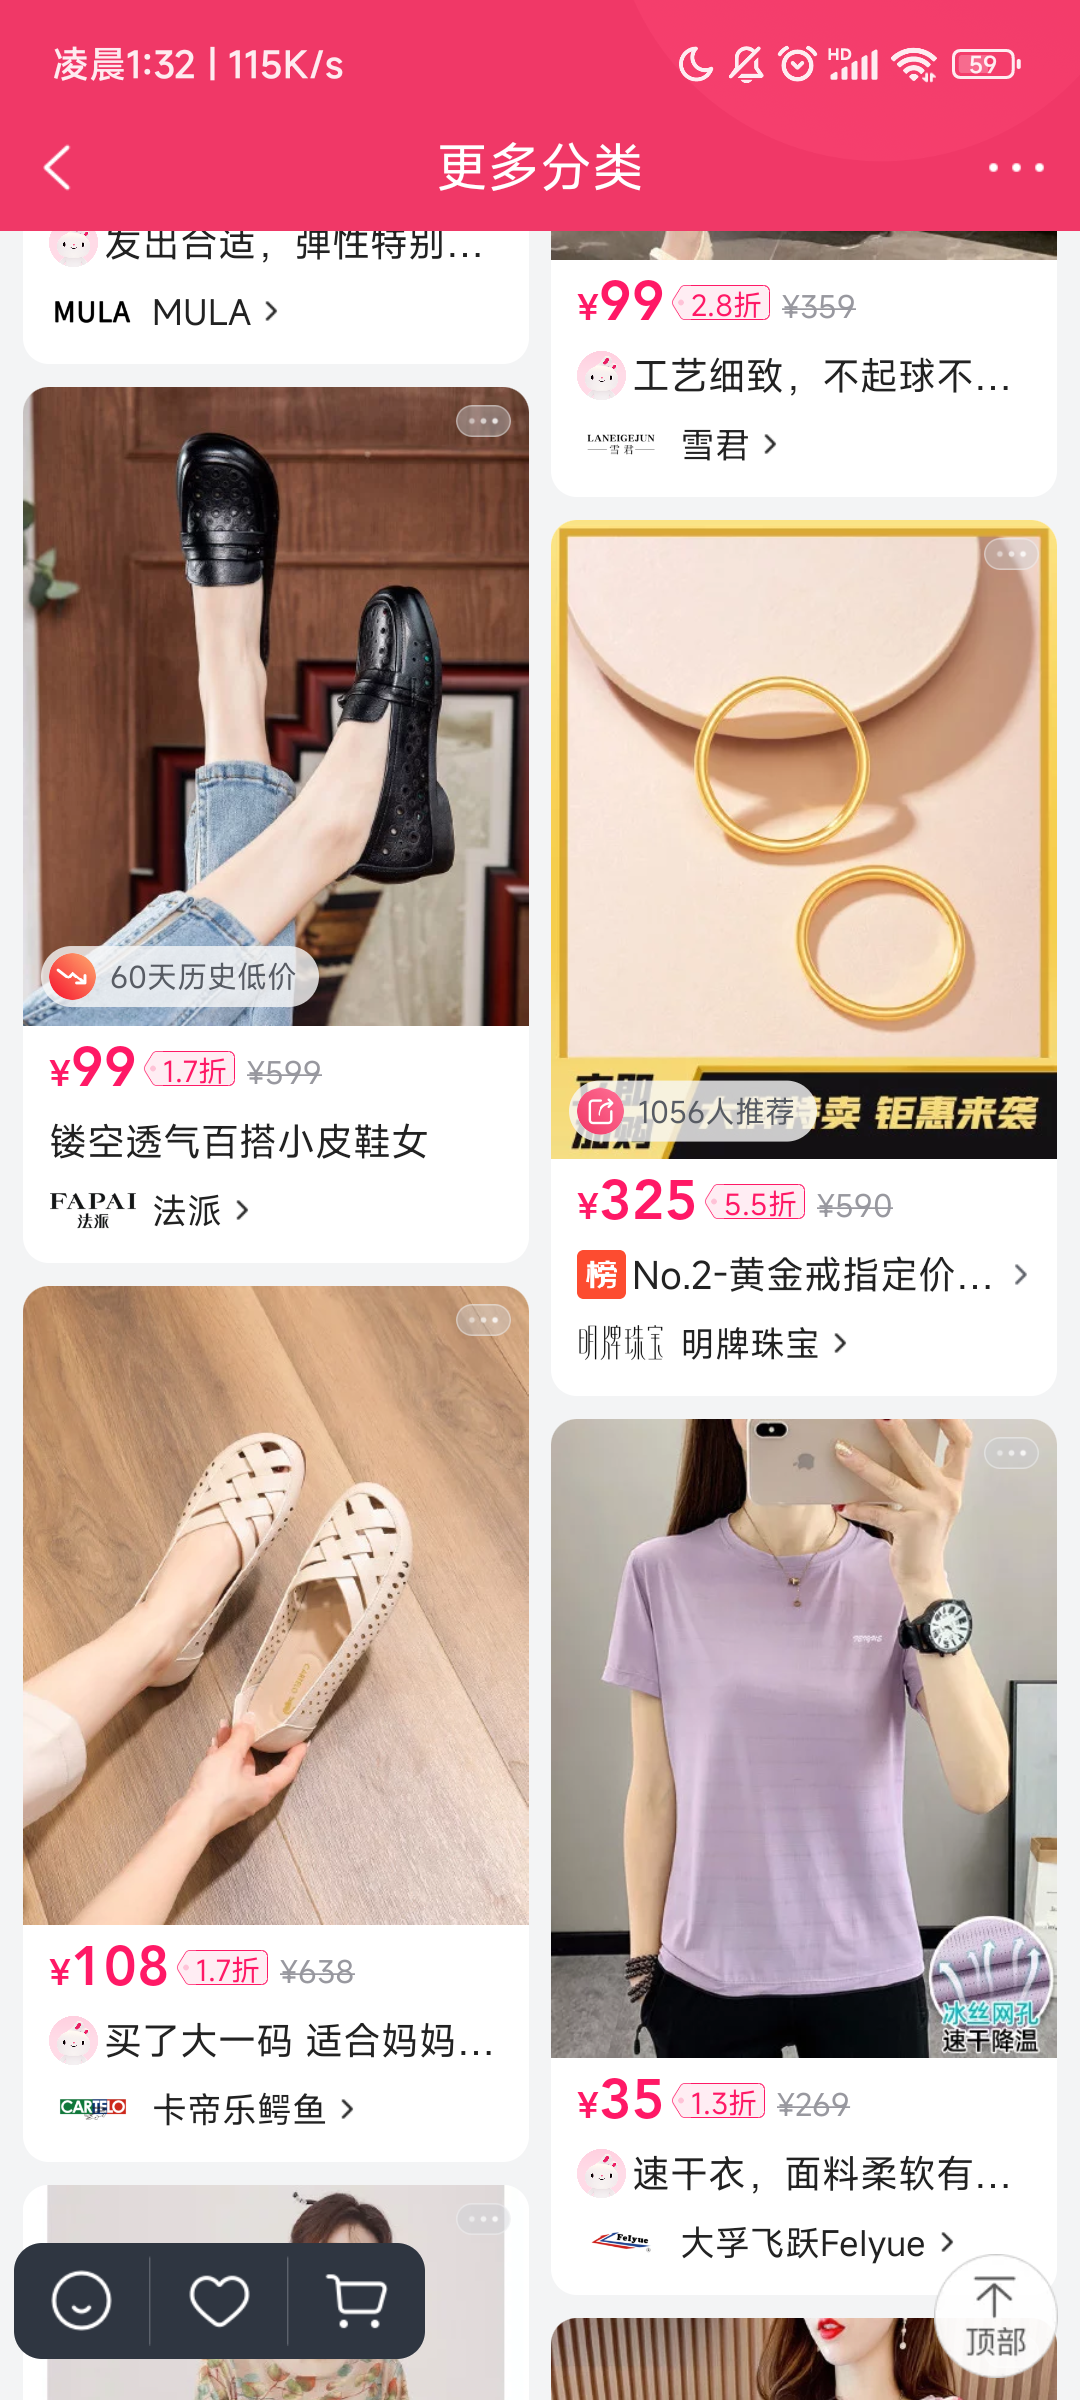 凌晨1:32 | 115K/s
HD
59
更多分类
发出合适，弹性特别...
MULA MULA
60天历史低价
¥99 1.7折 ¥599
镂空透气百搭小皮鞋女
FAPAI
法派
法派
CARTELO
¥108 1.7折 ¥638
买了大一码 适合妈妈...
CARTELO 卡帝乐鳄鱼
¥99 2.8折 ¥359
工艺细致，不起球不...
LANEIGEJUN
雪君
雪君
立即
加购
1056人推荐
特卖 钜惠来袭
¥325 5.5折 ¥590
榜 No.2-黄金戒指定价...
明牌珠宝 明牌珠宝
冰丝网孔
速干降温
¥35 1.3折 ¥269
速干衣，面料柔软有...
Felyue 大孚飞跃Felyue
顶部